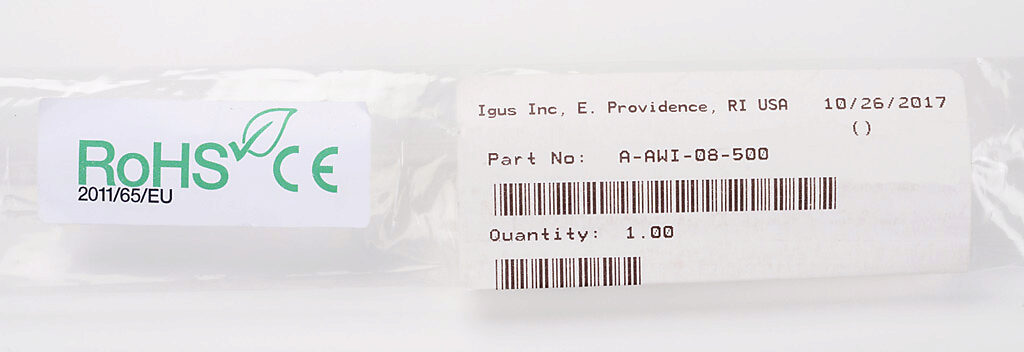 RoHS CE
2011/65/EU
Igus Inc, E. Providence, RI USA 10/26/2017
()
Part No: A-AWI-08-500
Quantity: 1.00